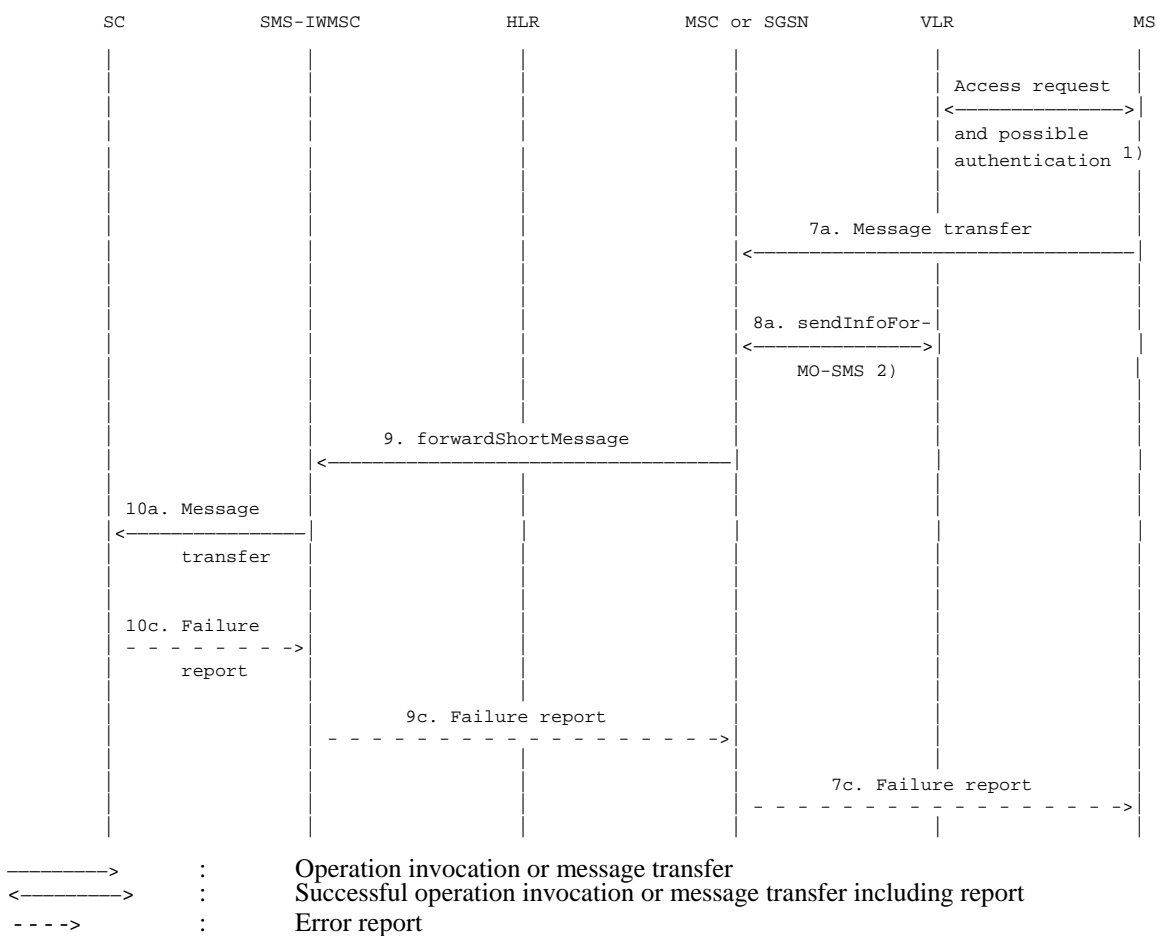 SC SMS-IWMSC HLR MSC or SGSN VLR MS
Access request
and possible
authentication 1)
7a. Message transfer
8a. sendInfoFor-
MO-SMS 2)
9. forwardShortMessage
10a. Message
transfer
10c. Failure
report
9c. Failure report
7c. Failure report
: Operation invocation or message transfer
: Successful operation invocation or message transfer including report
: Error report